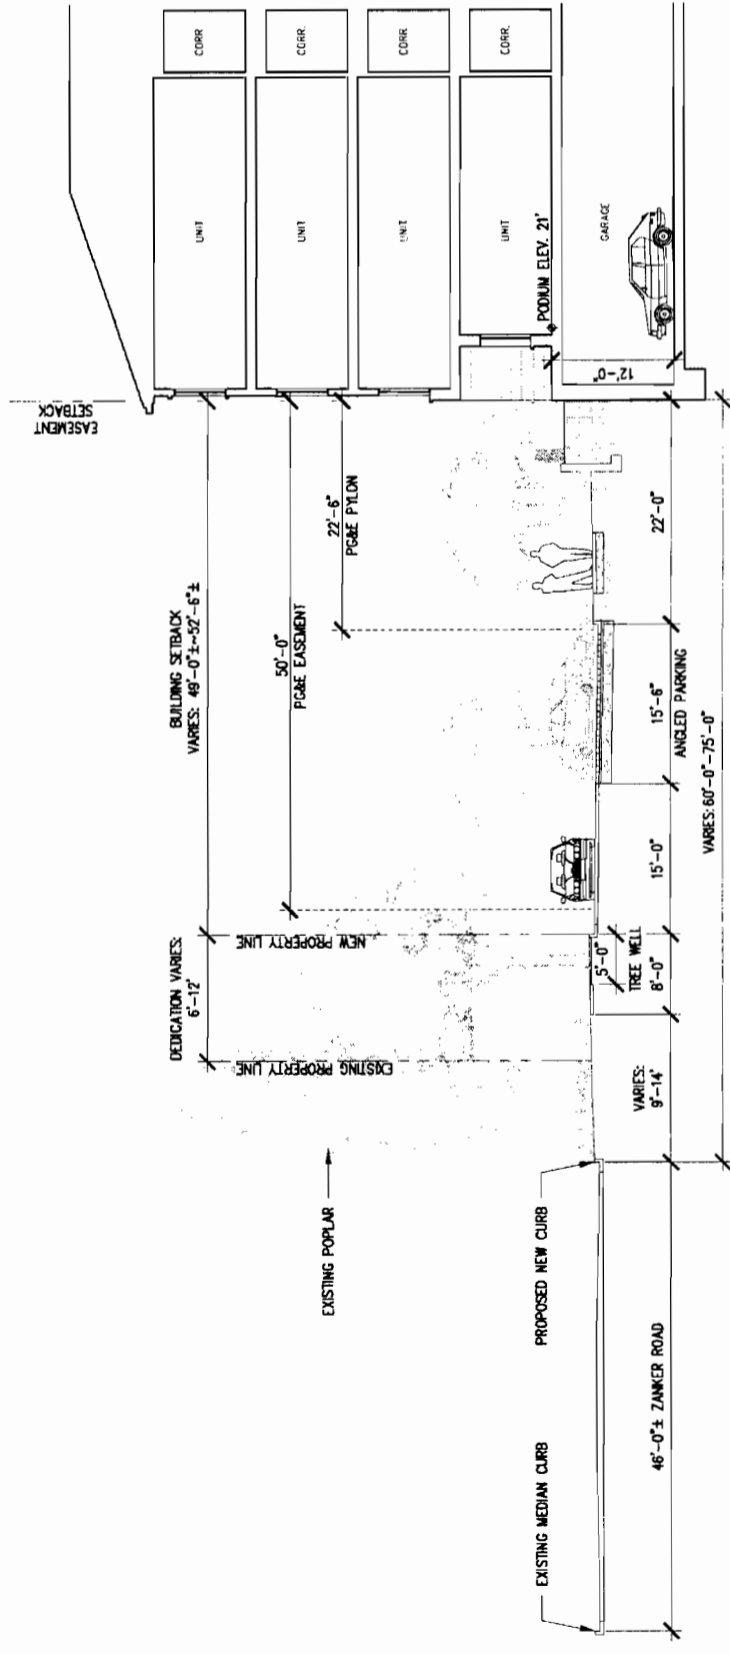 CORR
CORR.
CORR
CORR.
UNIT
UNIT
UNIT
UNIT
PODIUM ELEV. 21'
GARAGE
12'-0"
EASEMENT
SETBACK
BUILDING SETBACK
VARIES: 49'-0"±~52'-6"±
50'-0"
PG&E EASEMENT
22'-6"
PG&E PYLON
DEDICATION VARIES:
6'-12'
NEW PROPERTY LINE
EXISTING PROPERTY LINE
EXISTING POPLAR
PROPOSED NEW CURB
EXISTING MEDIAN CURB
5'-0"
TREE WELL
8'-0"
VARIES:
9'-14'
15'-0"
15'-6"
ANGLED PARKING
22'-0"
VARIES: 60'-0"-75'-0"
46'-0"± ZANKER ROAD